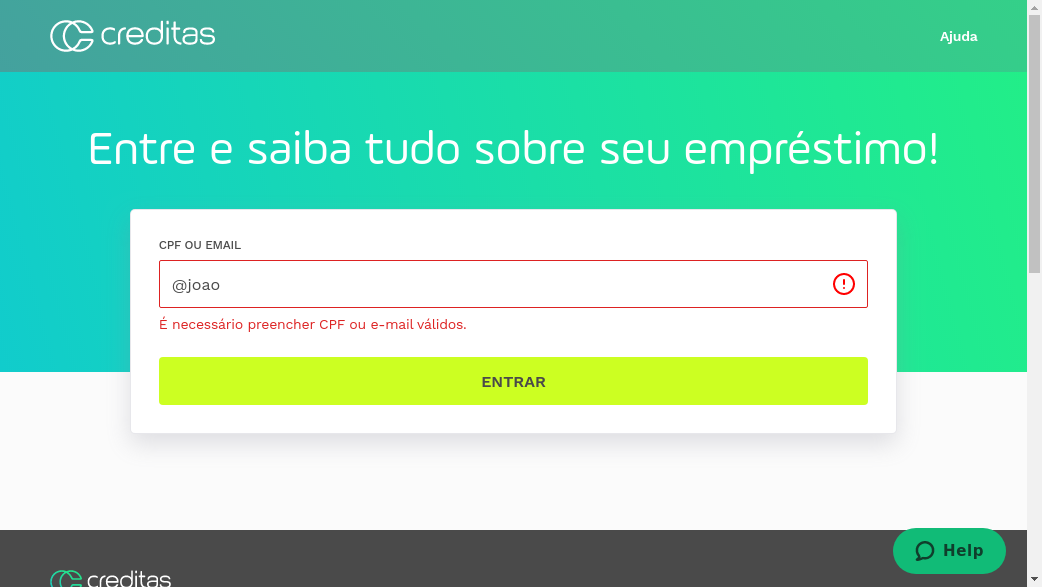 creditas
Ajuda
Entre e saiba tudo sobre seu empréstimo!
CPF OU EMAIL
@joao
É necessário preencher CPF ou e-mail válidos.
ENTRAR
Help
creditas